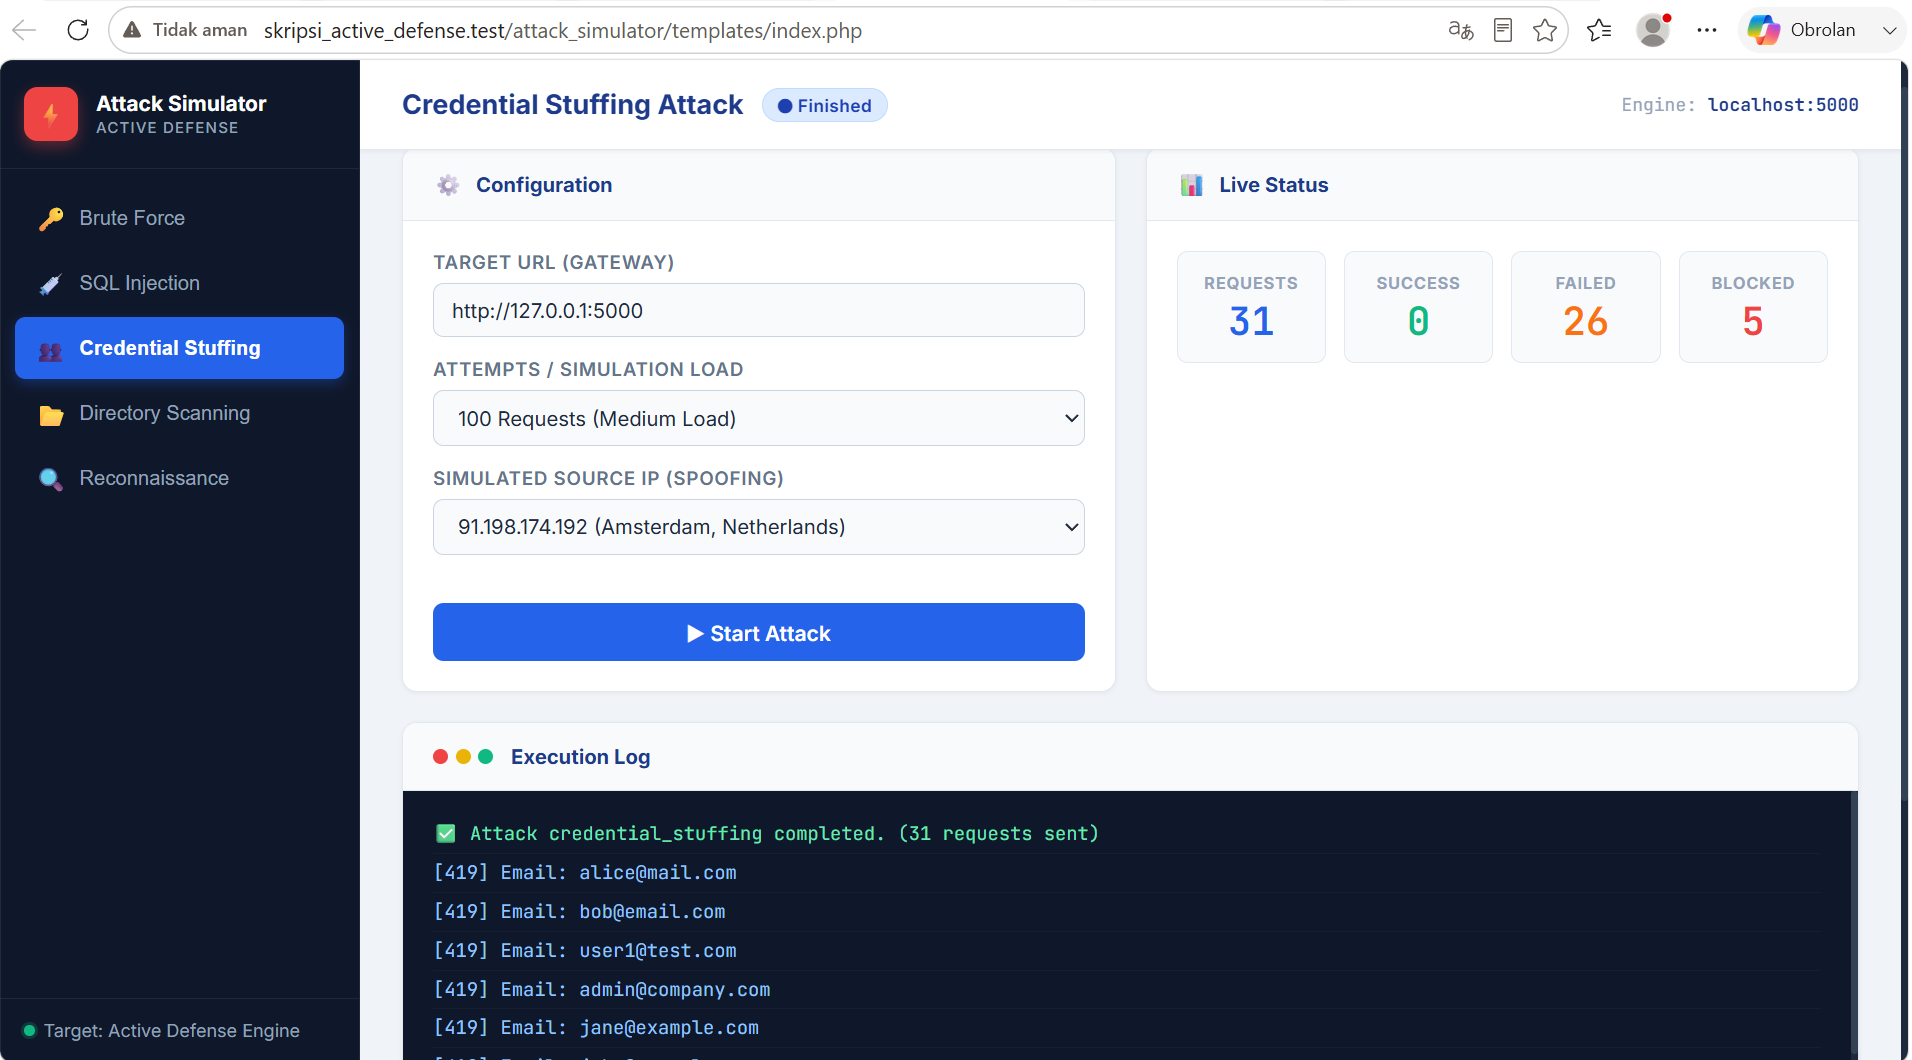 Tidak aman
skripsi_active_defense.test/attack_simulator/templates/index.php
Obrolan
Attack Simulator
ACTIVE DEFENSE
Brute Force
SQL Injection
Credential Stuffing
Directory Scanning
Reconnaissance
Target: Active Defense Engine
Credential Stuffing Attack
Finished
Engine: localhost:5000
Configuration
TARGET URL (GATEWAY)
http://127.0.0.1:5000
ATTEMPTS / SIMULATION LOAD
100 Requests (Medium Load)
SIMULATED SOURCE IP (SPOOFING)
91.198.174.192 (Amsterdam, Netherlands)
▶ Start Attack
Live Status
REQUESTS
31
SUCCESS
0
FAILED
26
BLOCKED
5
Execution Log
✅ Attack credential_stuffing completed. (31 requests sent)
[419] Email: alice@mail.com
[419] Email: bob@email.com
[419] Email: user1@test.com
[419] Email: admin@company.com
[419] Email: jane@example.com